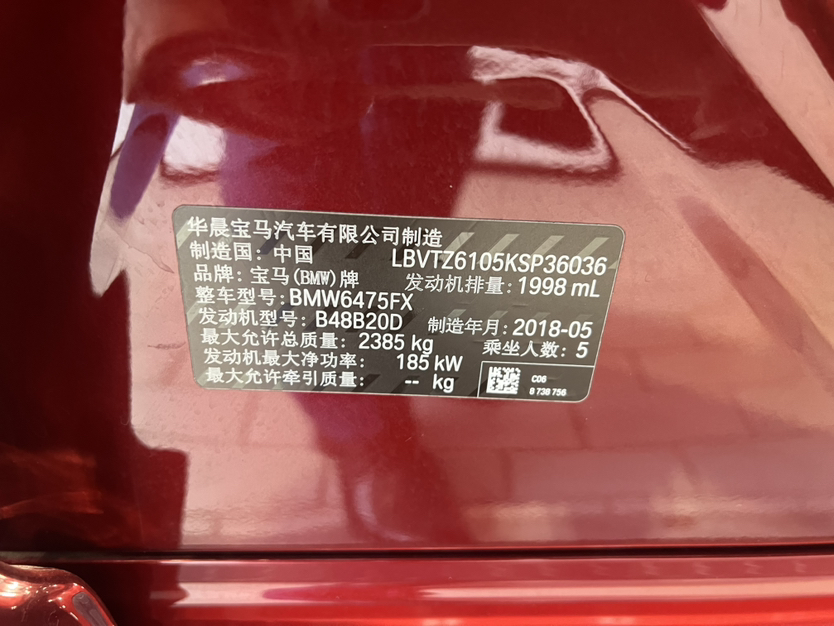 华晨宝马汽车有限公司制造
制造国：中国 LBVTZ6105KSP36036
品牌：宝马(BMW)牌 发动机排量：1998 mL
整车型号：BMW6475FX
发动机型号：B48B20D 制造年月：2018-05
最大允许总质量：2385 kg 乘坐人数：5
发动机最大净功率：185 kW
最大允许牵引质量：-- kg
C06
8 738 756